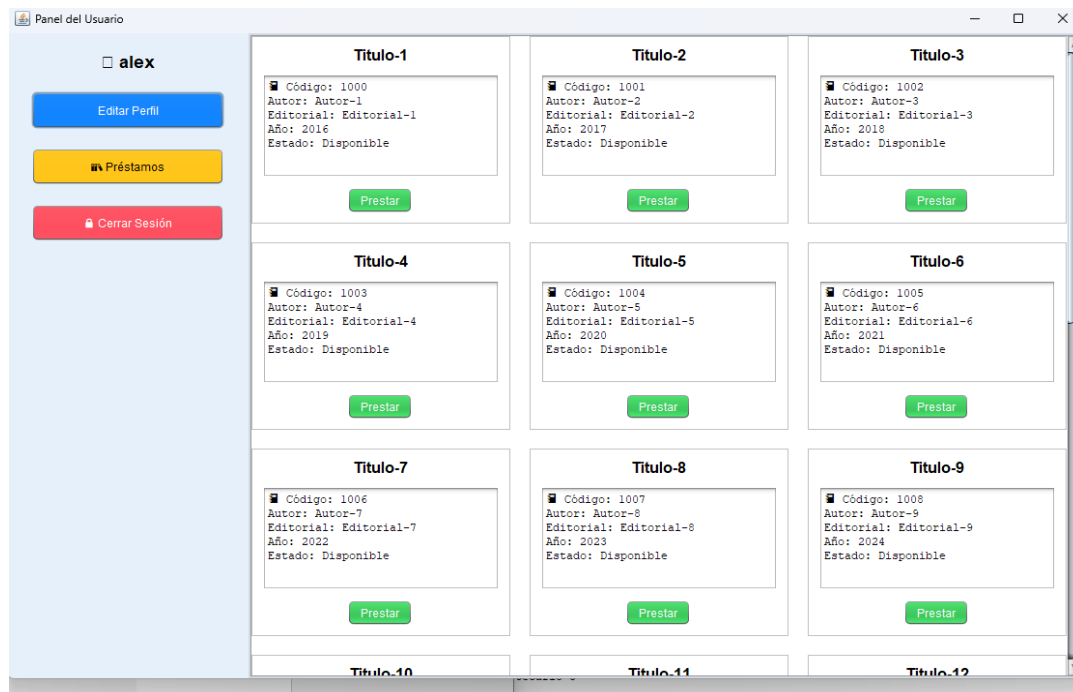 Panel del Usuario
alex
Editar Perfil
Préstamos
Cerrar Sesión
Titulo-1
Código: 1000
Autor: Autor-1
Editorial: Editorial-1
Año: 2016
Estado: Disponible
Prestar
Titulo-2
Código: 1001
Autor: Autor-2
Editorial: Editorial-2
Año: 2017
Estado: Disponible
Prestar
Titulo-3
Código: 1002
Autor: Autor-3
Editorial: Editorial-3
Año: 2018
Estado: Disponible
Prestar
Titulo-4
Código: 1003
Autor: Autor-4
Editorial: Editorial-4
Año: 2019
Estado: Disponible
Prestar
Titulo-5
Código: 1004
Autor: Autor-5
Editorial: Editorial-5
Año: 2020
Estado: Disponible
Prestar
Titulo-6
Código: 1005
Autor: Autor-6
Editorial: Editorial-6
Año: 2021
Estado: Disponible
Prestar
Titulo-7
Código: 1006
Autor: Autor-7
Editorial: Editorial-7
Año: 2022
Estado: Disponible
Prestar
Titulo-8
Código: 1007
Autor: Autor-8
Editorial: Editorial-8
Año: 2023
Estado: Disponible
Prestar
Titulo-9
Código: 1008
Autor: Autor-9
Editorial: Editorial-9
Año: 2024
Estado: Disponible
Prestar
Titulo-10
Titulo-11
Titulo-12